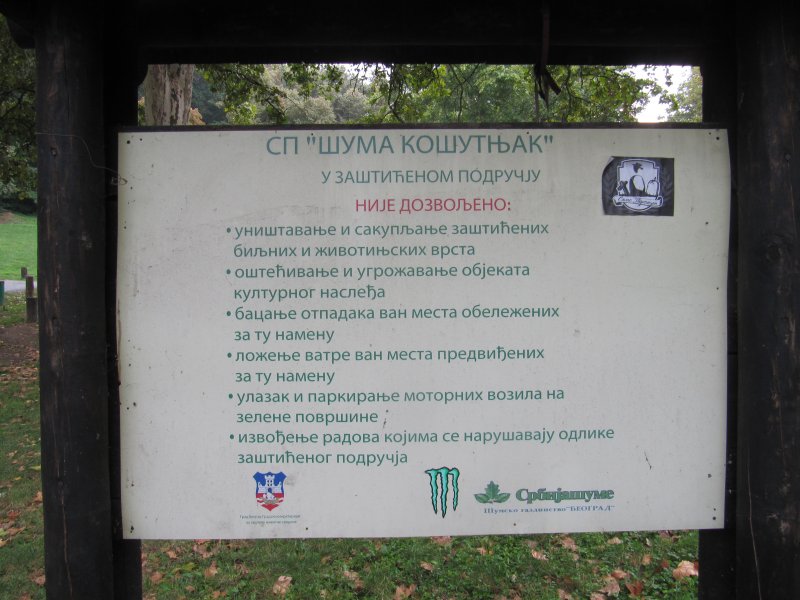 СП "ШУМА КОШУТЊАК"
У ЗАШТИЋЕНОМ ПОДРУЧЈУ
НИЈЕ ДОЗВОЉЕНО:
• уништавање и сакупљање заштићених
биљних и животињских врста
• оштећивање и угрожавање објеката
културног наслеђа
• бацање отпадака ван места обележених
за ту намену
• ложење ватре ван места предвиђених
за ту намену
• улазак и паркирање моторних возила на
зелене површине
• извођење радова којима се нарушавају одлике
заштићеног подручја
Србијашуме
Шумско газдинство "БЕОГРАД"